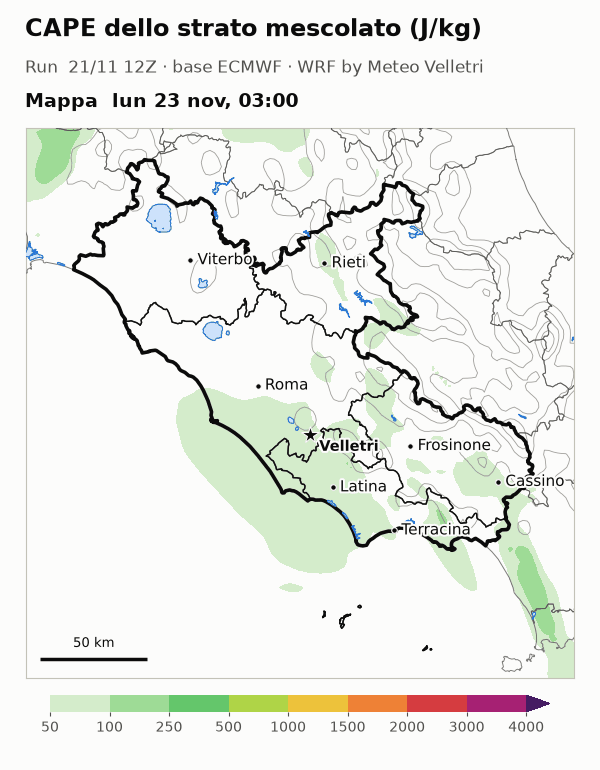 CAPE dello strato mescolato (J/kg)
Run  21/11 12Z · base ECMWF · WRF by Meteo Velletri
Mappa  lun 23 nov, 03:00
Viterbo
Rieti
Roma
Velletri
Frosinone
Latina
Cassino
Terracina
50 km
50 100 250 500 1000 1500 2000 3000 4000